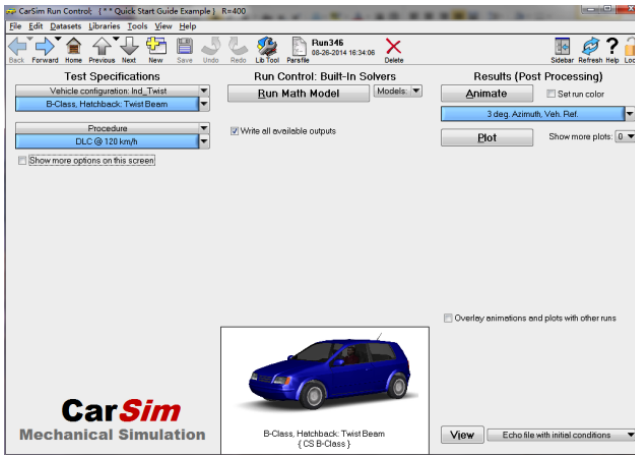 CarSim Run Control; { * * Quick Start Guide Example } R=400
File Edit Datasets Libraries Tools View Help
Back Forward Home Previous Next New Save Undo Redo Lib Tool Parsfile Run346 08-26-2014 16:34:06 Delete Sidebar Refresh Help
Test Specifications
Vehicle configuration: Ind_Twist
B-Class, Hatchback: Twist Beam
Procedure
DLC @ 120 km/h
Show more options on this screen
Run Control: Built-In Solvers
Run Math Model
Models:
Write all available outputs
Results (Post Processing)
Animate
Set run color
3 deg. Azimuth, Veh. Ref.
Plot
Show more plots: 0
Overlay animations and plots with other runs
CarSim
Mechanical Simulation
B-Class, Hatchback: Twist Beam
{ CS B-Class }
View
Echo file with initial conditions